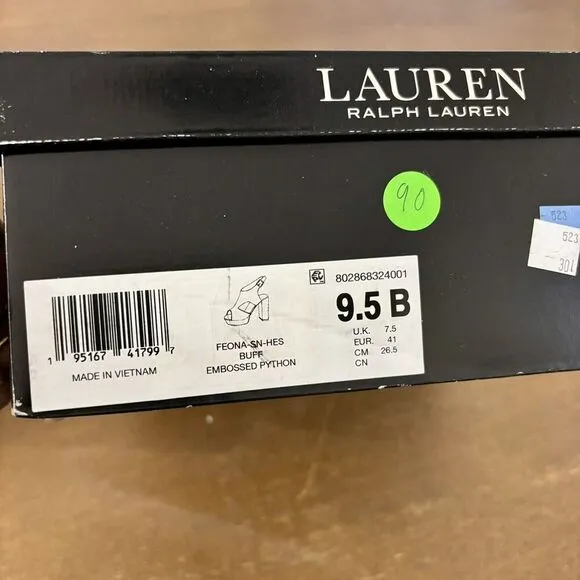 LAUREN
RALPH LAUREN
90
523
523
301
802868324001
9.5 B
U.K. 7.5
EUR. 41
CM 26.5
CN
FEONA-SN-HES
BUFF
EMBOSSED PYTHON
1 95167 41799 7
MADE IN VIETNAM